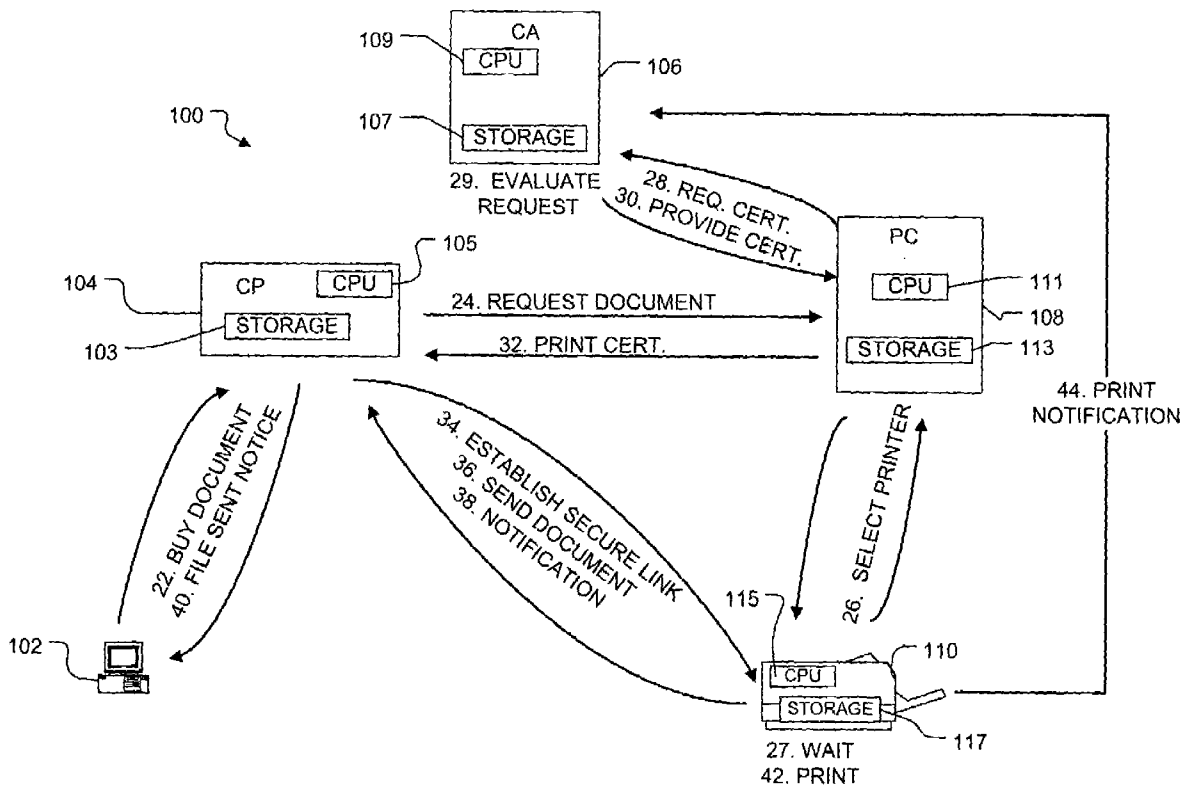 CA
109
CPU
106
107
STORAGE
100
29. EVALUATE
REQUEST
28. REQ. CERT.
30. PROVIDE CERT.
PC
CPU
111
108
STORAGE
113
105
CP
CPU
104
STORAGE
103
24. REQUEST DOCUMENT
32. PRINT CERT.
44. PRINT
NOTIFICATION
22. BUY DOCUMENT
40. FILE SENT NOTICE
34. ESTABLISH SECURE LINK
36. SEND DOCUMENT
38. NOTIFICATION
26. SELECT PRINTER
102
115
110
CPU
STORAGE
117
27. WAIT
42. PRINT